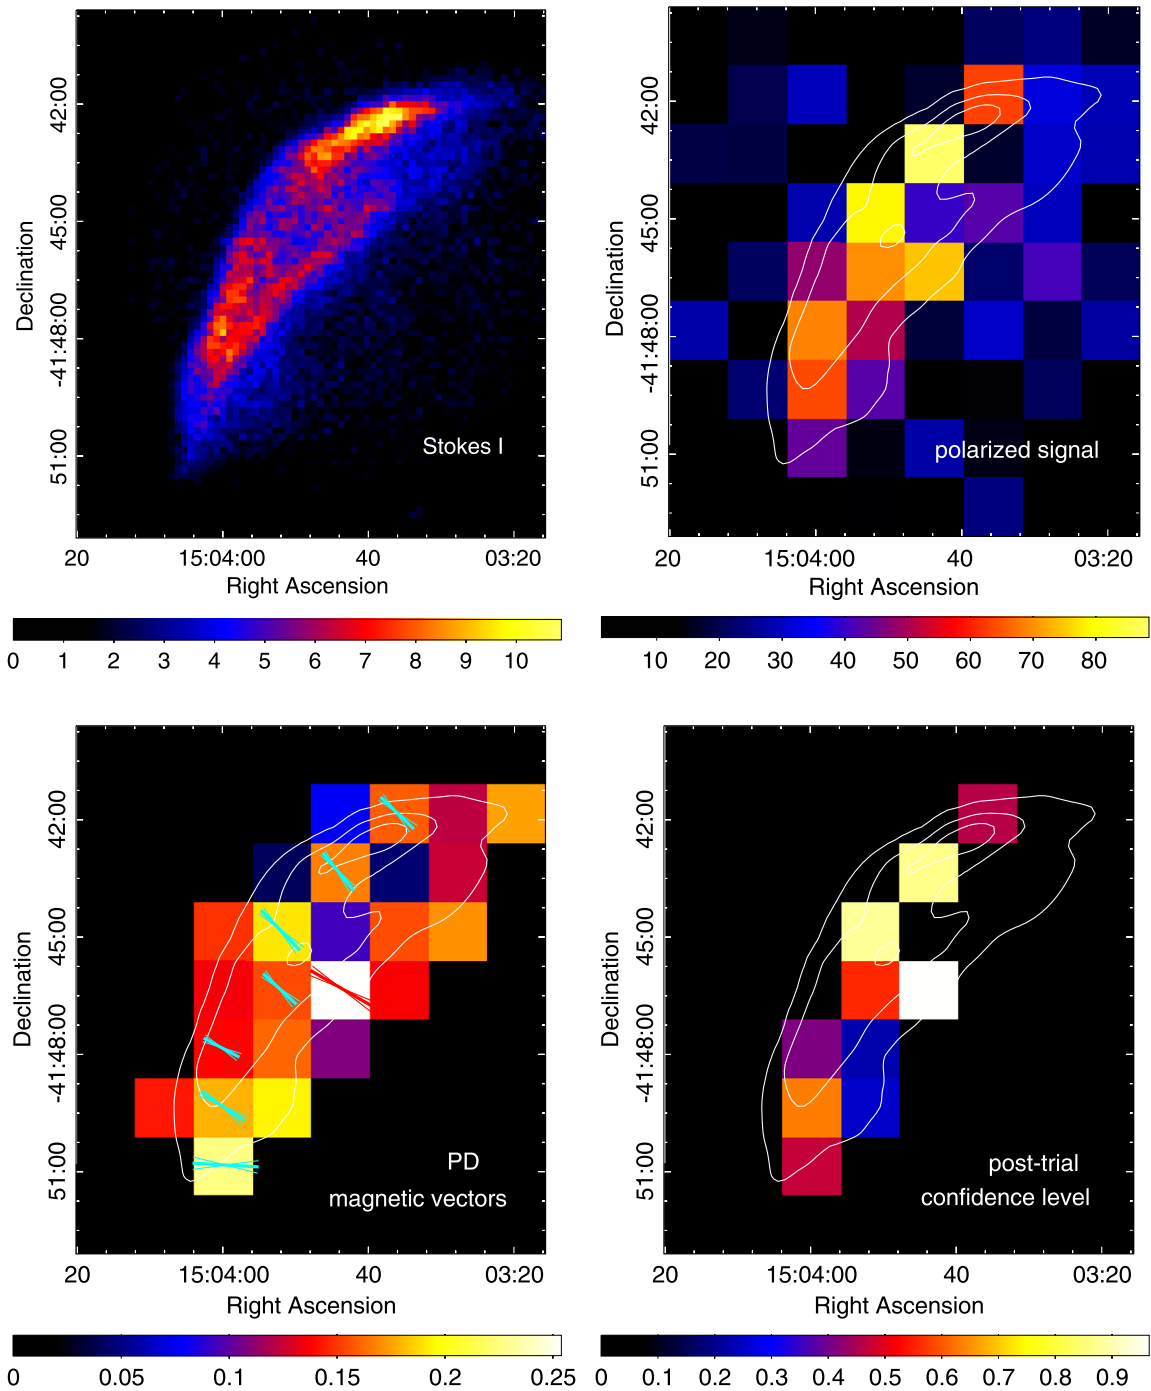 42:00
45:00
-41:48:00
51:00
Declination
Stokes I
20 15:04:00 40 03:20
Right Ascension
0 1 2 3 4 5 6 7 8 9 10
42:00
45:00
-41:48:00
51:00
Declination
polarized signal
20 15:04:00 40 03:20
Right Ascension
10 20 30 40 50 60 70 80
42:00
45:00
-41:48:00
51:00
Declination
PD
magnetic vectors
20 15:04:00 40 03:20
Right Ascension
0 0.05 0.1 0.15 0.2 0.25
42:00
45:00
-41:48:00
51:00
Declination
post-trial
confidence level
20 15:04:00 40 03:20
Right Ascension
0 0.1 0.2 0.3 0.4 0.5 0.6 0.7 0.8 0.9